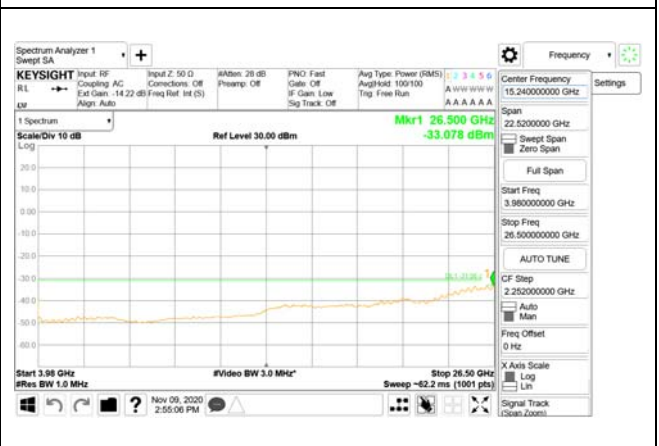 Spectrum Analyzer 1
Swept SA
+
Frequency
Settings
KEYSIGHT
RL
Input: RF
Coupling: AC
Ext Gain: -14.22 dB
Align: Auto
Input Z: 50 Ω
Corrections: Off
Freq Ref: Int (S)
#Atten: 28 dB
Preamp: Off
PNO: Fast
Gate: Off
IF Gain: Low
Sig Track: Off
Avg Type: Power (RMS)
Avg|Hold: 100/100
Trig: Free Run
1 2 3 4 5 6
A W W W W W
A A A A A A
1 Spectrum
Scale/Div 10 dB
Log
Ref Level 30.00 dBm
Mkr1 26.500 GHz
-33.078 dBm
20.0
10.0
0.00
-10.0
-20.0
-30.0
-40.0
-50.0
-60.0
1
Start 3.98 GHz
#Res BW 1.0 MHz
#Video BW 3.0 MHz*
Stop 26.50 GHz
Sweep ~62.2 ms (1001 pts)
Nov 09, 2020
2:55:06 PM
Center Frequency
15.240000000 GHz
Span
22.5200000 GHz
Swept Span
Zero Span
Full Span
Start Freq
3.980000000 GHz
Stop Freq
26.500000000 GHz
AUTO TUNE
CF Step
2.252000000 GHz
Auto
Man
Freq Offset
0 Hz
X Axis Scale
Log
Lin
Signal Track
(Span Zoom)